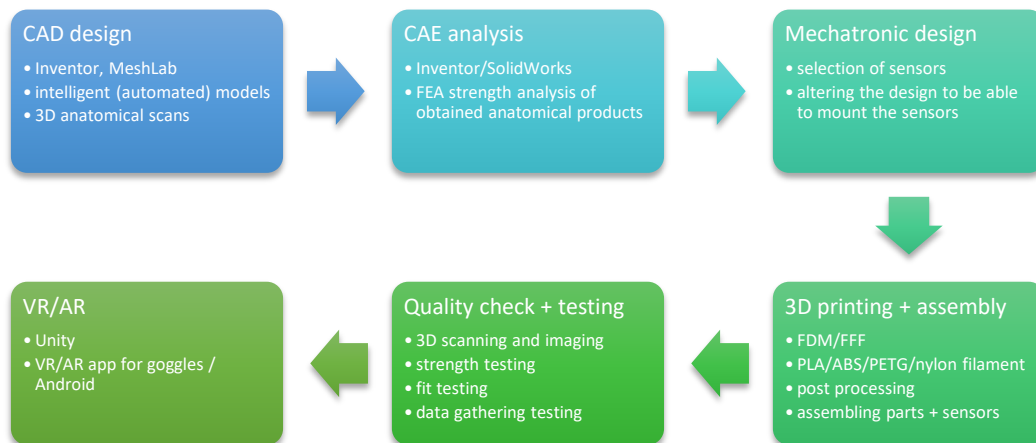 CAD design
• Inventor, MeshLab
• intelligent (automated) models
• 3D anatomical scans
CAE analysis
• Inventor/SolidWorks
• FEA strength analysis of
obtained anatomical products
Mechatronic design
• selection of sensors
• altering the design to be able
to mount the sensors
3D printing + assembly
• FDM/FFF
• PLA/ABS/PETG/nylon filament
• post processing
• assembling parts + sensors
Quality check + testing
• 3D scanning and imaging
• strength testing
• fit testing
• data gathering testing
VR/AR
• Unity
• VR/AR app for goggles /
Android